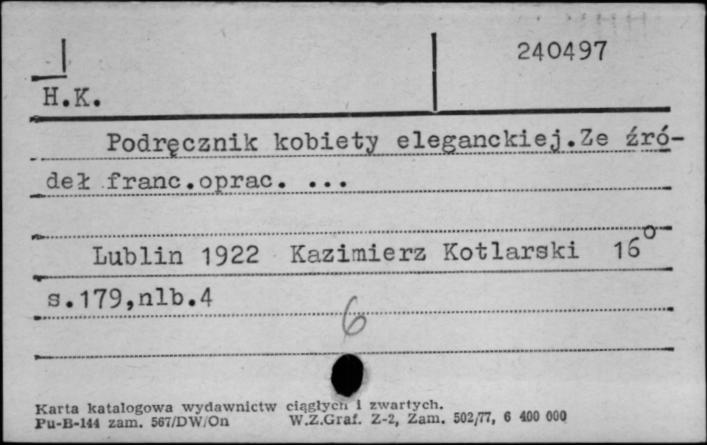 240497
H.K.
Podręcznik kobiety eleganckiej.Ze źró-
deł franc.oprac. ...
Lublin 1922 Kazimierz Kotlarski 16o
s.179,nlb.4
6
Karta katalogowa wydawnictw ciągłych i zwartych.
Pu-B-144 zam. 567/DW/On W.Z.Graf. Z-2, Zam. 502/77, 6 400 000